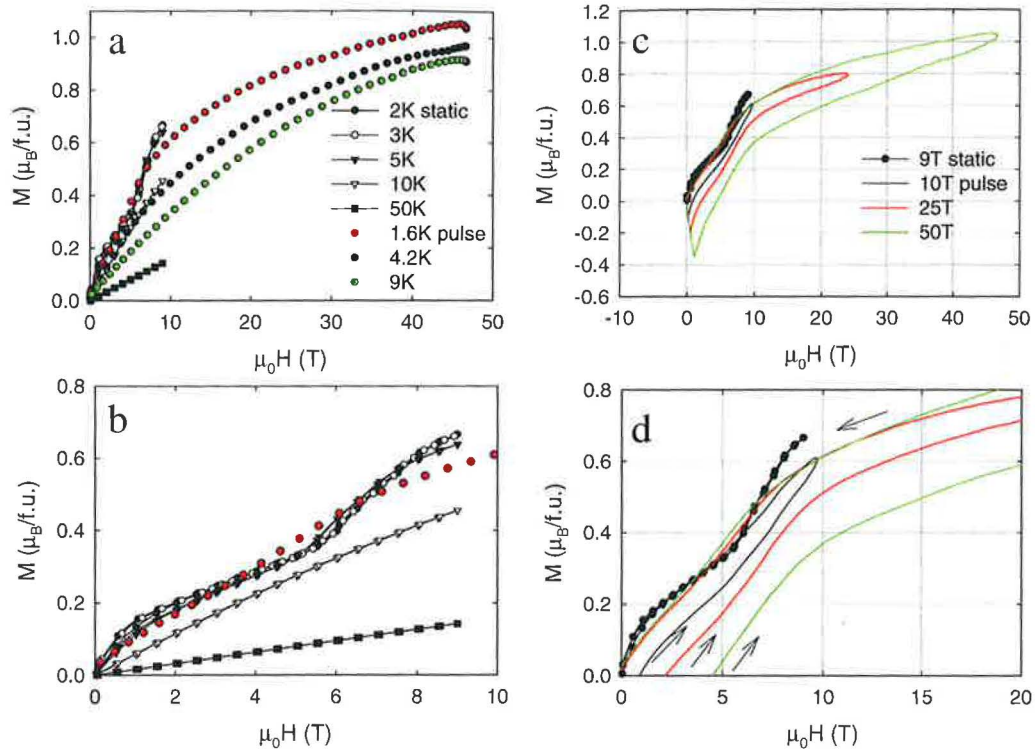 a
1.0
0.8
0.6
0.4
0.2
0.0
M (μB/f.u.)
0 10 20 30 40 50
μ0H (T)
2K static
3K
5K
10K
50K
1.6K pulse
4.2K
9K
c
1.2
1.0
0.8
0.6
0.4
0.2
0.0
-0.2
-0.4
-0.6
M (μB/f.u.)
-10 0 10 20 30 40 50
μ0H (T)
9T static
10T pulse
25T
50T
b
0.8
0.6
0.4
0.2
0.0
M (μB/f.u.)
0 2 4 6 8 10
μ0H (T)
d
0.8
0.6
0.4
0.2
0.0
M (μB/f.u.)
0 5 10 15 20
μ0H (T)